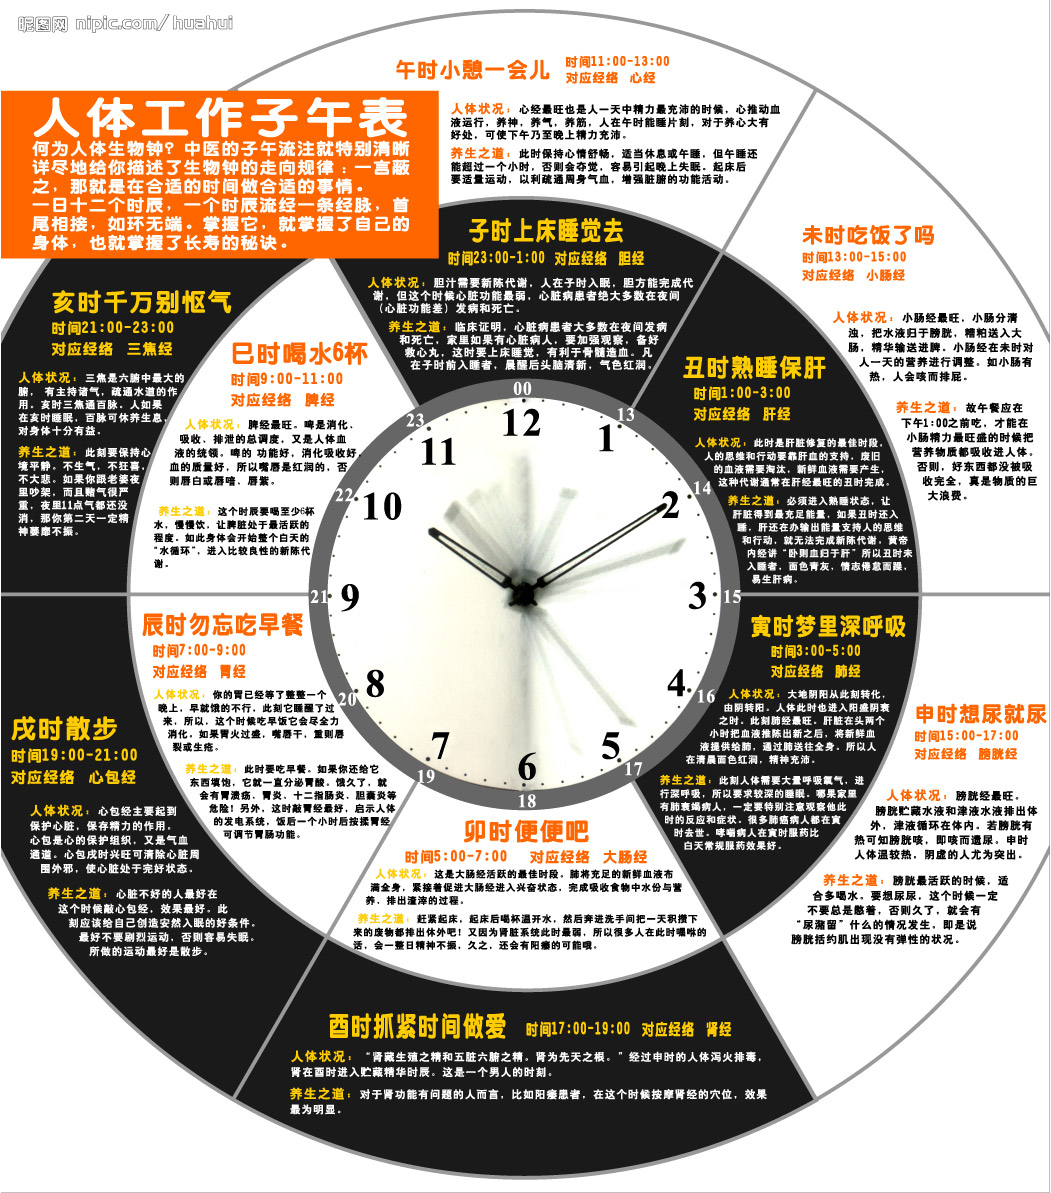 昵图网 nipic.com/huahui
午时小憩一会儿
时间11:00-13:00
对应经络 心经
人体状况：心经最旺也是人一天中精力最充沛的时候，心推动血
液运行，养神，养气，养筋，人在午时能睡片刻，对于养心大有
好处，可使下午乃至晚上精力充沛。
养生之道：此时保持心情舒畅，适当休息或午睡，但午睡还
能超过一个小时，否则会夺觉，容易引起晚上失眠，起床后
要适量运动，以利疏通周身气血，增强脏腑的功能活动。
人体工作子午表
何为人体生物钟？中医的子午流注就特别清晰
详尽地给你描述了生物钟的走向规律：一言蔽
之，那就是在合适的时间做合适的事情。
一日十二个时辰，一个时辰流经一条经脉，首
尾相接，如环无端。掌握它，就掌握了自己的
身体，也就掌握了长寿的秘诀。
子时上床睡觉去
时间23:00-1:00 对应经络 胆经
人体状况：胆汁需要新陈代谢，人在子时入眠，胆方能完成代
谢，但这个时候心脏功能最弱，心脏病患者绝大多数在夜间
（心脏功能差）发病和死亡。
养生之道：临床证明，心脏病患者大多数在夜间发病
和死亡，家里如果有心脏病人，要加强观察，备好
救心丸，这时要上床睡觉，有利于骨髓造血。凡
在子时前入睡者，晨醒后头脑清新，气色红润。
未时吃饭了吗
时间13:00-15:00
对应经络 小肠经
人体状况：小肠经最旺，小肠分清
浊，把水液归于膀胱，糟粕送入大
肠，精华输送进脾。小肠经在未时对
人一天的营养进行调整。如小肠有
热，人会咳而排屁。
养生之道：故午餐应在
下午1:00之前吃，才能在
小肠精力最旺盛的时候把
营养物质都吸收进人体。
否则，好东西都没被吸
收完全，真是物质的巨
大浪费。
亥时千万别怄气
时间21:00-23:00
对应经络 三焦经
人体状况：三焦是六腑中最大的
腑，有主持诸气，疏通水道的作
用。亥时三焦通百脉，人如果
在亥时睡眠，百脉可休养生息，
对身体十分有益。
养生之道：此刻要保持心
境平静，不生气，不狂喜，
不大悲。如果你跟老婆夜
里吵架，而且赌气很严
重，夜里11点气都还没
消，那你第二天一定精
神萎靡不振。
巳时喝水6杯
时间9:00-11:00
对应经络 脾经
人体状况：脾经最旺。啤是消化、
吸收、排泄的总调度，又是人体血
液的统领。啤的 功能好，消化吸收好，
血的质量好，所以嘴唇是红润的，否
则唇白或唇暗、唇紫。
养生之道：这个时辰要喝至少6杯
水，慢慢饮，让脾脏处于最活跃的
程度，如此身体会开始整个白天的
“水循环”，进入比较良性的新陈代
谢。
丑时熟睡保肝
时间1:00-3:00
对应经络 肝经
人体状况：此时是肝脏修复的最佳时段，
人的思维和行动要靠肝血的支持，废旧
的血液需要淘汰，新鲜血液需要产生，
这种代谢通常在肝经最旺的丑时完成。
养生之道：必须进入熟睡状态，让
肝脏得到最充足能量，如果丑时还入
睡，肝还在办输出能量支持人的思维
和行动，就无法完成新陈代谢，黄帝
内经讲“卧则血归于肝”所以丑时未
入睡者，面色青灰，情志倦怠而躁，
易生肝病。
00
23
13
22
14
21
15
20
16
19
17
18
12
11
1
10
2
9
3
8
4
7
5
6
辰时勿忘吃早餐
时间7:00-9:00
对应经络 胃经
人体状况：你的胃已经等了整整一个
晚上，早就饿的不行，此刻它睡醒了过
来，所以，这个时候吃早饭它会尽全力
消化，如果胃火过盛，嘴唇干，重则唇
裂或生疮。
养生之道：此时要吃早餐。如果你还给它
东西填饱，它就一直分泌胃酸，饿久了，就
会有胃溃疡、胃炎、十二指肠炎、胆囊炎等
危险！另外，这时敲胃经最好，启示人体
的发电系统，饭后一个小时后按揉胃经
可调节胃肠功能。
寅时梦里深呼吸
时间3:00-5:00
对应经络 肺经
人体状况：大地阴阳从此刻转化，
由阴转阳，人体此时也进入阳盛阴衰
之时，此刻肺经最旺，肝脏在头两个
小时把血液推陈出新之后，将新鲜血
液提供给肺，通过肺送往全身，所以人
在清晨面色红润，精神充沛。
养生之道：此刻人体需要大量呼吸氧气，进
行深呼吸，所以要求较深的睡眠，哪果家里
有肺衰竭病人，一定要特别注意观察他此
时的反应和症状，很多肺癌病人都在寅
时去世。哮喘病人在寅时服药比
白天常规服药效果好。
戌时散步
时间19:00-21:00
对应经络 心包经
人体状况：心包经主要起到
保护心脏，保存精力的作用，
心包是心的保护组织，又是气血
通道。心包戌时兴旺可清除心脏周
围外邪，使心脏处于完好状态。
养生之道：心脏不好的人最好在
这个时候敲心包经，效果最好，此
刻应该给自己创造安然入眠的好条件。
最好不要剧烈运动，否则容易失眠。
所做的运动最好是散步。
申时想尿就尿
时间15:00-17:00
对应经络 膀胱经
人体状况：膀胱经最旺。
膀胱贮藏水液和津液水液排出体
外，津液循环在体内。若膀胱有
热可知膀胱咳，即咳而遗尿。申时
人体温较热，阴虚的人尤为突出。
养生之道：膀胱最活跃的时候，适
合多喝水，要想尿尿，这个时候一定
不要总是憋着，否则久了，就会有
“尿潴留”什么的情况发生，即是说
膀胱括约肌出现没有弹性的状况。
卯时便便吧
时间5:00-7:00 对应经络 大肠经
人体状况：这是大肠经活跃的最佳时段，肺将充足的新鲜血液布
满全身，紧接着促进大肠经进入兴奋状态，完成吸收食物中水份与营
养，排出渣滓的过程。
养生之道：赶紧起床，起床后喝杯温开水，然后奔进洗手间把一天积攒下
来的废物都排出体外吧！又因为肾脏系统此时最弱，所以很多人在此时嘿咻的
话，会一整日精神不振，久之，还会有阳痿的可能哦。
酉时抓紧时间做爱 时间17:00-19:00 对应经络 肾经
人体状况：“肾藏生殖之精和五脏六腑之精。肾为先天之根。”经过申时的人体泻火排毒，
肾在酉时进入贮藏精华时辰。这是一个男人的时刻。
养生之道：对于肾功能有问题的人而言，比如阳痿患者，在这个时候按摩肾经的穴位，效果
最为明显。